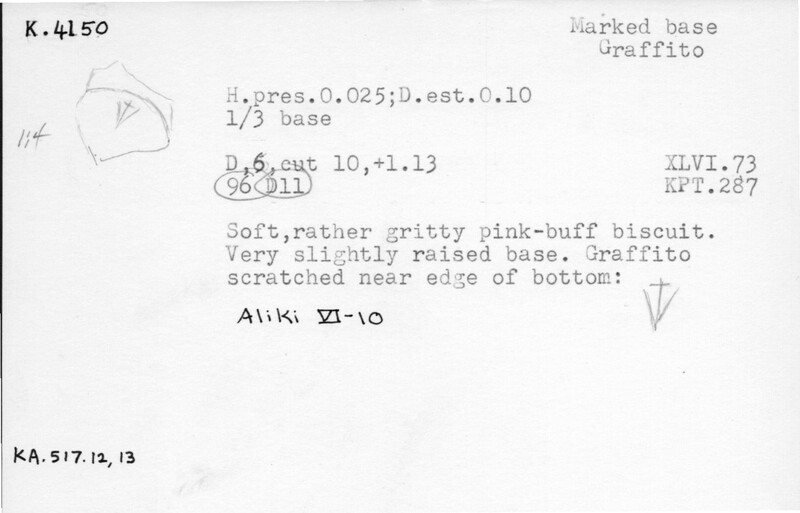 K.4150
Marked base
Graffito
1:4
H.pres.0.025;D.est.0.10
1/3 base
D,6,cut 10,+1.13
XLVI.73
96 D11
KPT.287
Soft,rather gritty pink-buff biscuit.
Very slightly raised base. Graffito
scratched near edge of bottom:
Aliki VI-10
KA.517.12,13